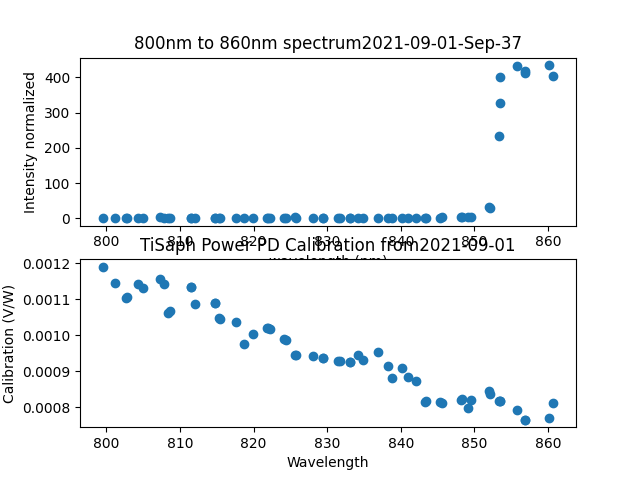 800nm to 860nm spectrum2021-09-01-Sep-37
400
300
200
100
0
Intensity normalized
800 810 820 830 840 850 860
wavelength (nm)
TiSaph Power PD Calibration from2021-09-01
0.0012
0.0011
0.0010
0.0009
0.0008
Calibration (V/W)
800 810 820 830 840 850 860
Wavelength